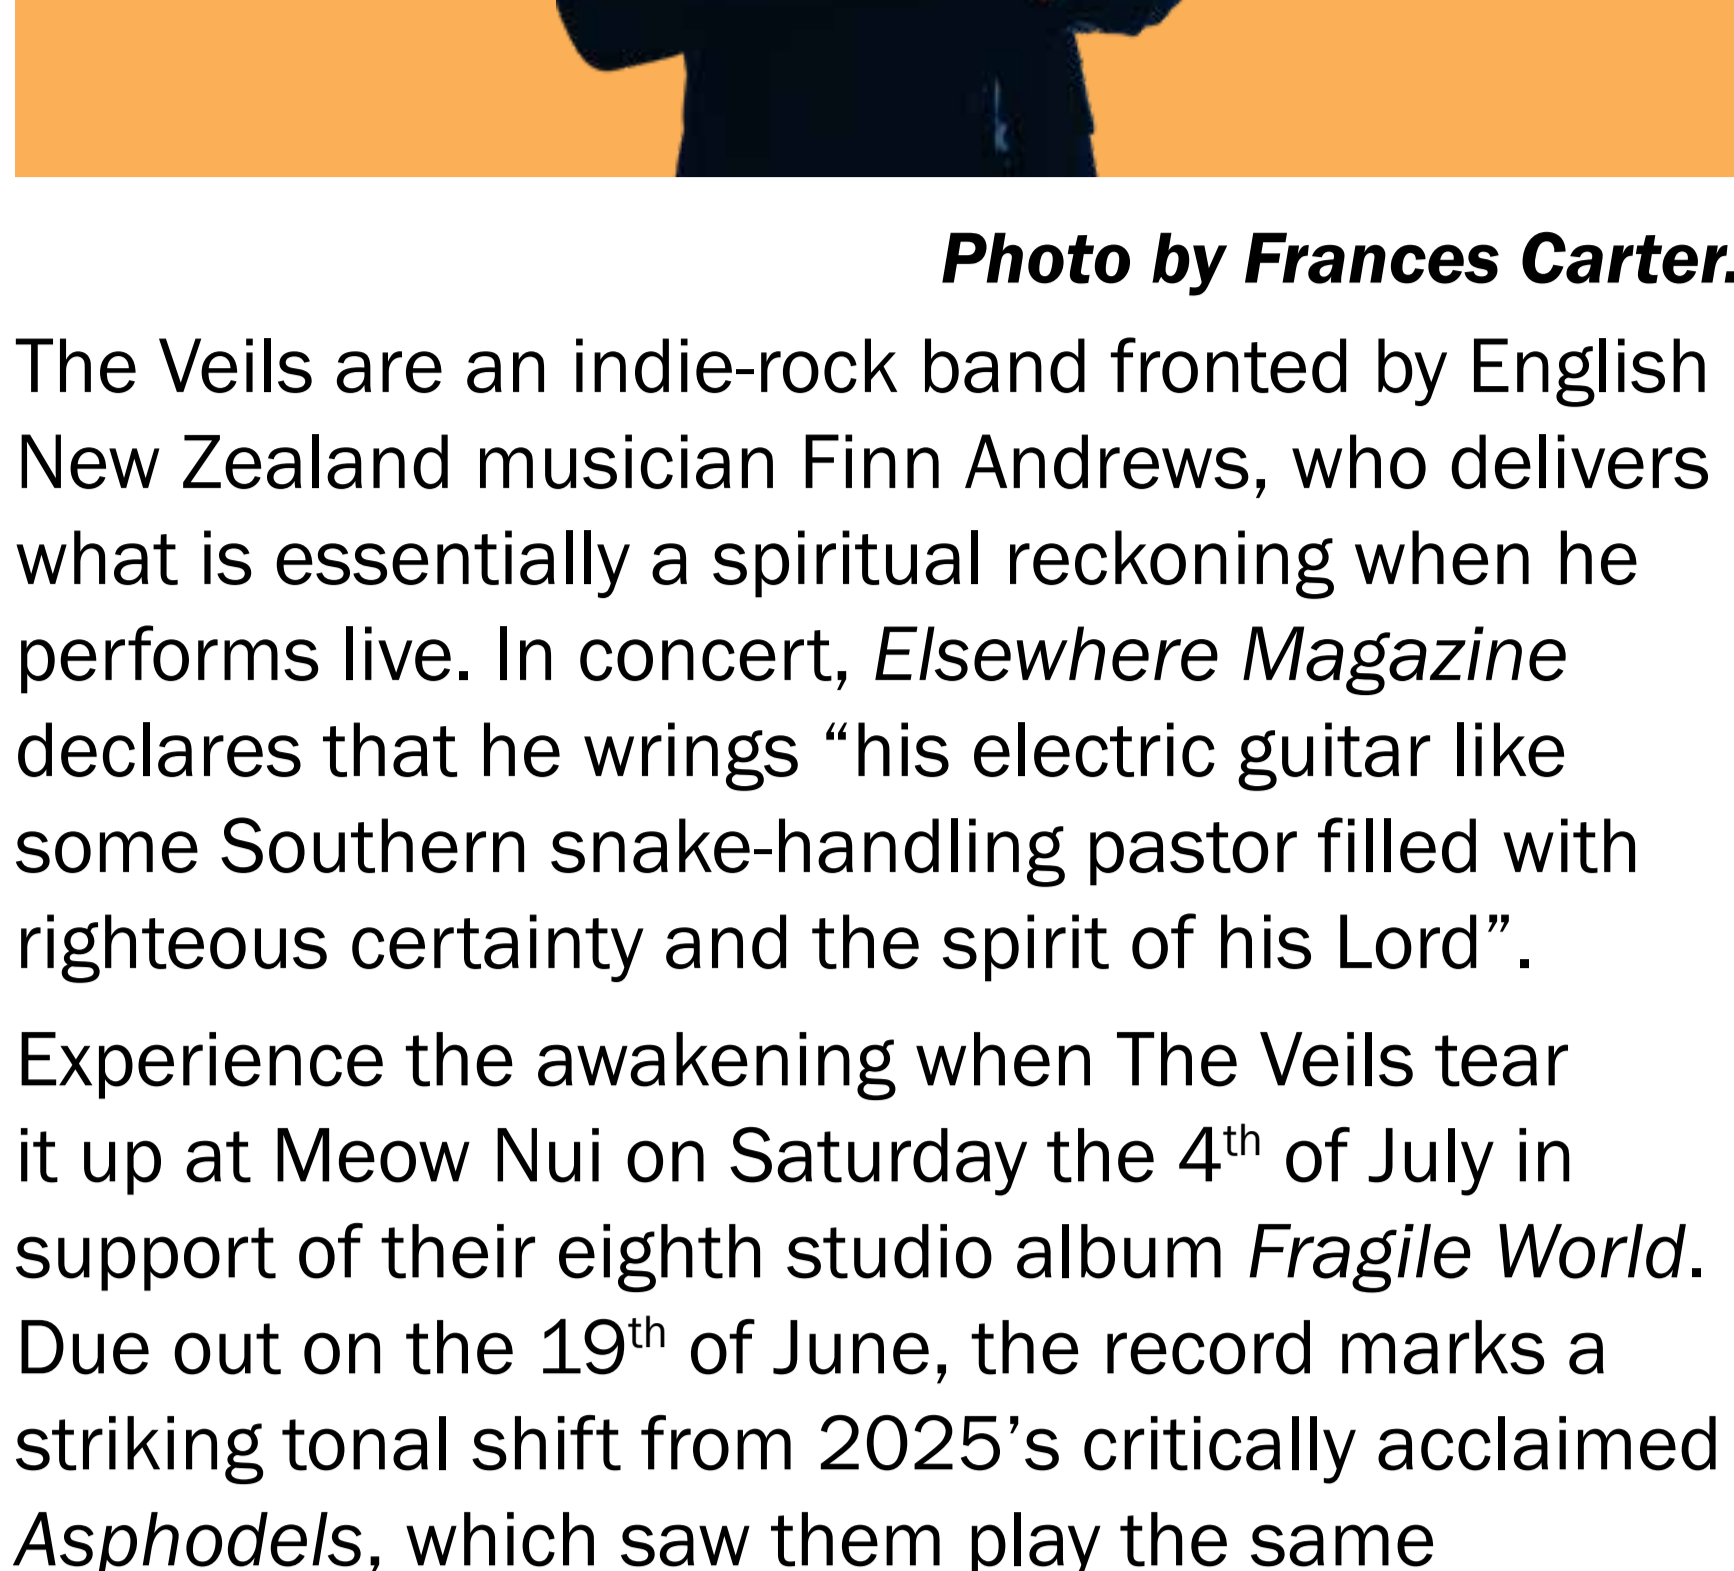 Photo by Frances Carter.
The Veils are an indie-rock band fronted by English
New Zealand musician Finn Andrews, who delivers
what is essentially a spiritual reckoning when he
performs live. In concert, Elsewhere Magazine
declares that he wrings “his electric guitar like
some Southern snake-handling pastor filled with
righteous certainty and the spirit of his Lord”.
Experience the awakening when The Veils tear
it up at Meow Nui on Saturday the 4th of July in
support of their eighth studio album Fragile World.
Due out on the 19th of June, the record marks a
striking tonal shift from 2025’s critically acclaimed
Asphodels, which saw them play the same